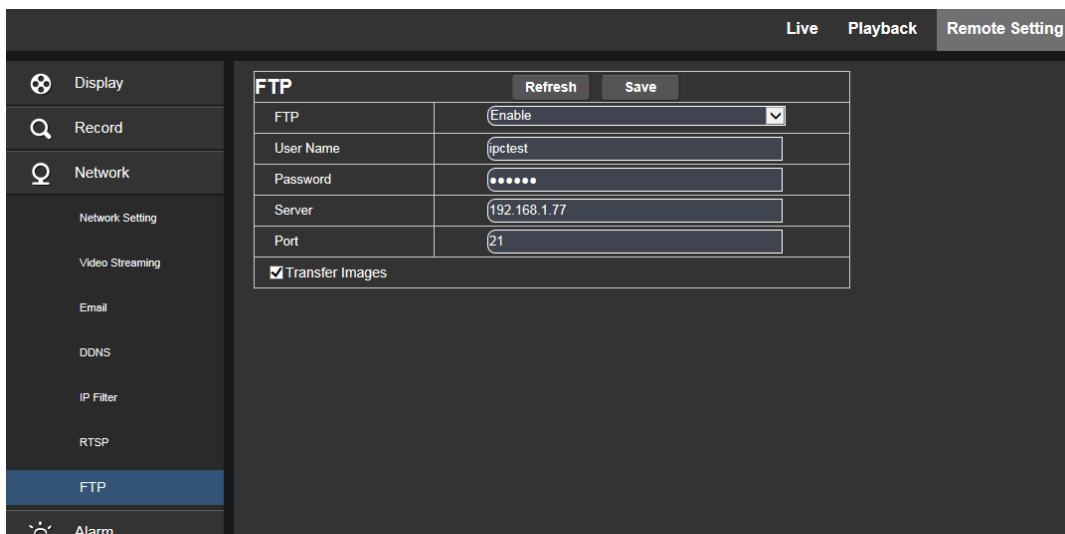 Live Playback Remote Setting
Display
Record
Network
Network Setting
Video Streaming
Email
DDNS
IP Filter
RTSP
FTP
Alarm
FTP Refresh Save
FTP Enable
User Name ipctest
Password ••••••
Server 192.168.1.77
Port 21
Transfer Images